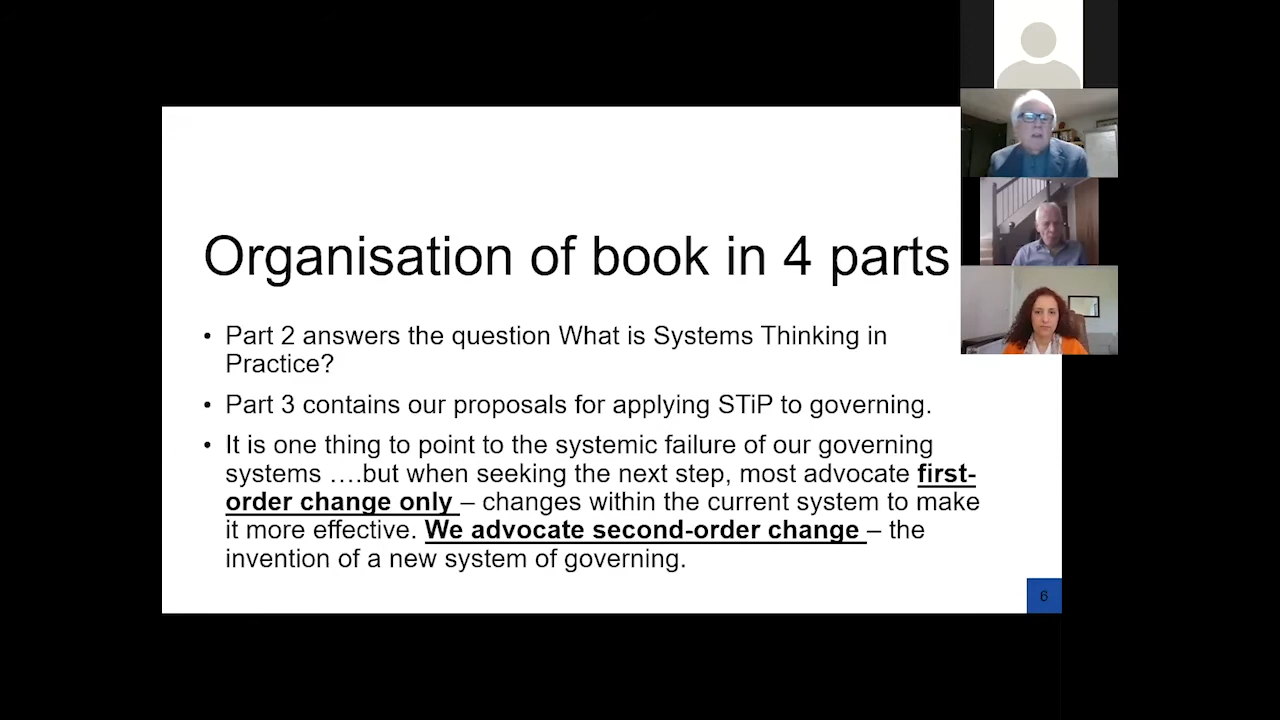 Organisation of book in 4 parts
• Part 2 answers the question What is Systems Thinking in
Practice?
• Part 3 contains our proposals for applying STiP to governing.
• It is one thing to point to the systemic failure of our governing
systems ….but when seeking the next step, most advocate first-
order change only – changes within the current system to make
it more effective. We advocate second-order change – the
invention of a new system of governing.
6